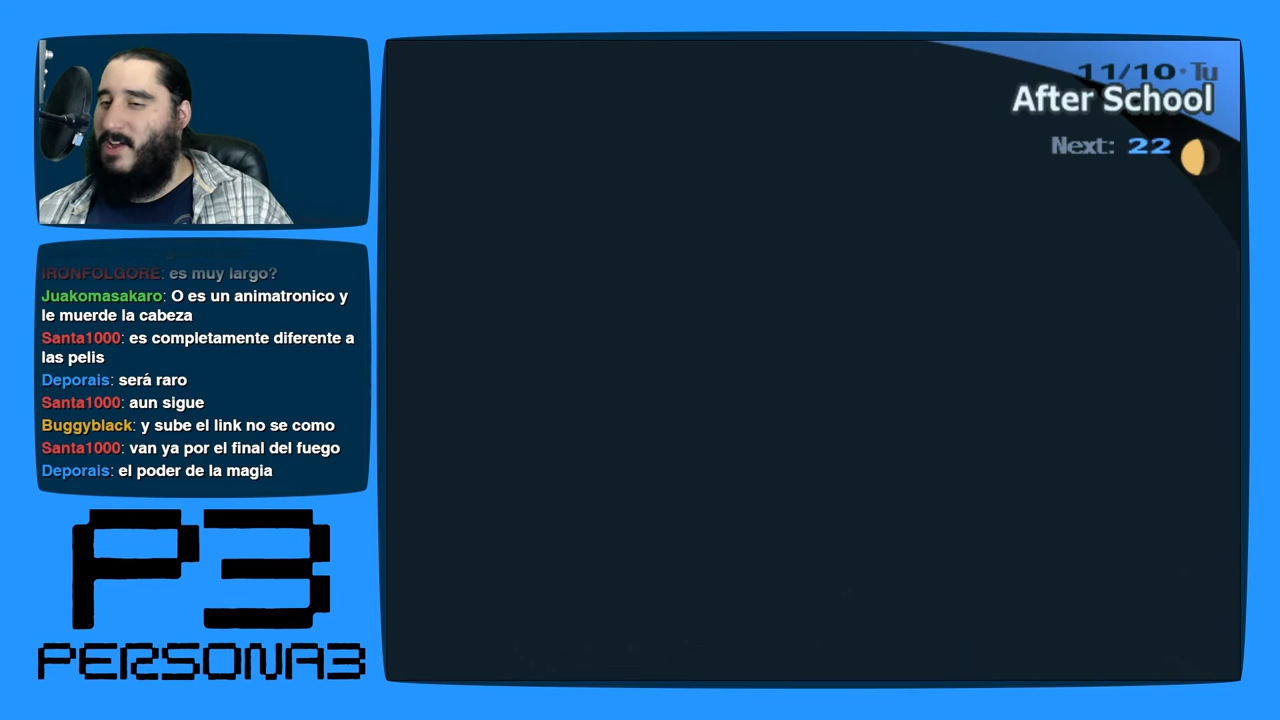 11/10·Tu
After School
Next: 22
IRONFOLGORE: es muy largo?
Juakomasakaro: O es un animatronico y
le muerde la cabeza
Santa1000: es completamente diferente a
las pelis
Deporais: será raro
Santa1000: aun sigue
Buggyblack: y sube el link no se como
Santa1000: van ya por el final del fuego
Deporais: el poder de la magia
P3
PERSONA3